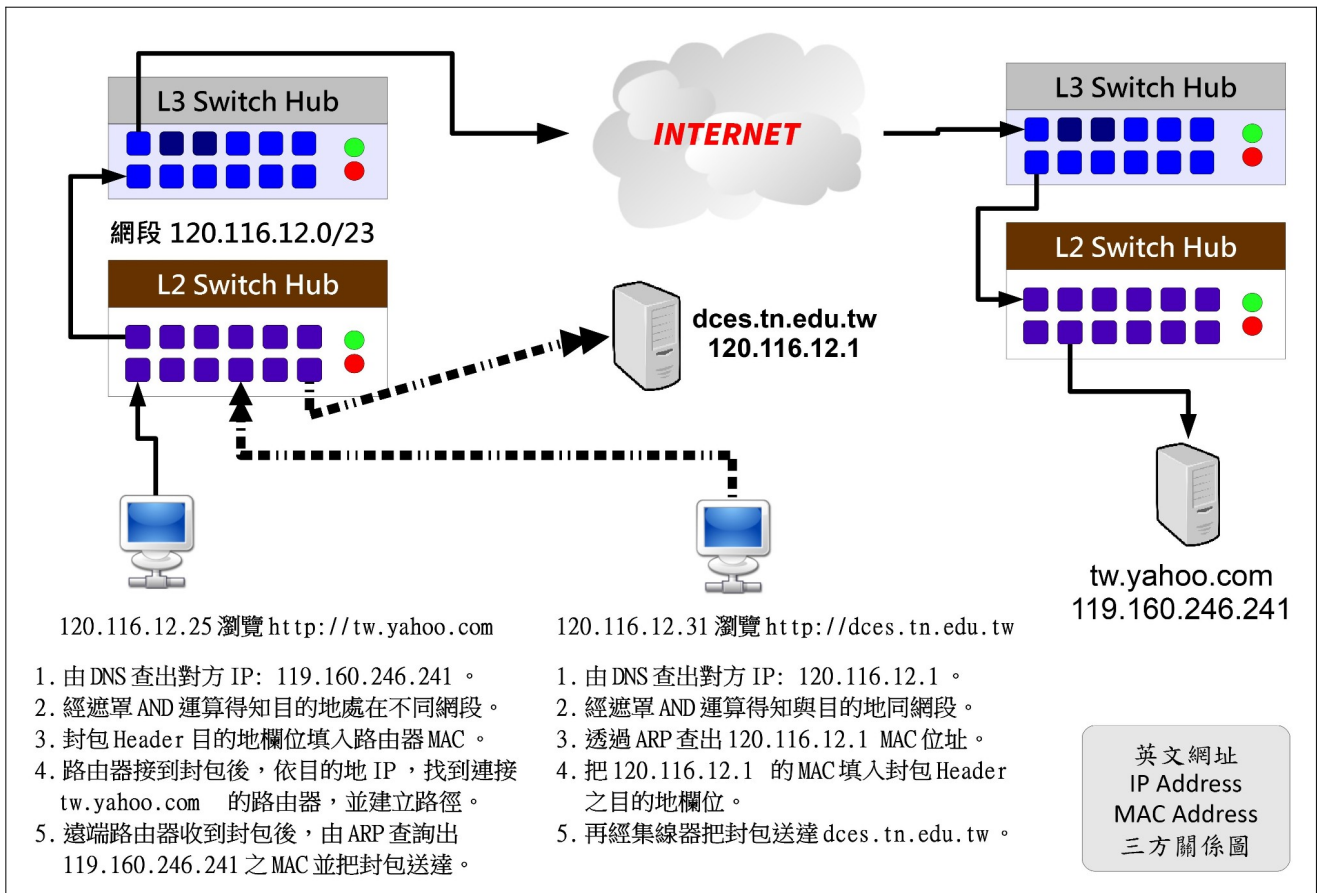 L3 Switch Hub
INTERNET
L3 Switch Hub
網段 120.116.12.0/23
L2 Switch Hub
L2 Switch Hub
dces.tn.edu.tw
120.116.12.1
tw.yahoo.com
119.160.246.241
120.116.12.25 瀏覽 http://tw.yahoo.com
1. 由 DNS 查出對方 IP: 119.160.246.241 。
2. 經遮罩 AND 運算得知目的地處在不同網段。
3. 封包 Header 目的地欄位填入路由器 MAC 。
4. 路由器接到封包後，依目的地 IP ，找到連接
tw.yahoo.com 的路由器，並建立路徑。
5. 遠端路由器收到封包後，由 ARP 查詢出
119.160.246.241 之 MAC 並把封包送達。
120.116.12.31 瀏覽 http://dces.tn.edu.tw
1. 由 DNS 查出對方 IP: 120.116.12.1 。
2. 經遮罩 AND 運算得知與目的地同網段。
3. 透過 ARP 查出 120.116.12.1 MAC 位址。
4. 把 120.116.12.1 的 MAC 填入封包 Header
之目的地欄位。
5. 再經集線器把封包送達 dces.tn.edu.tw 。
英文網址
IP Address
MAC Address
三方關係圖